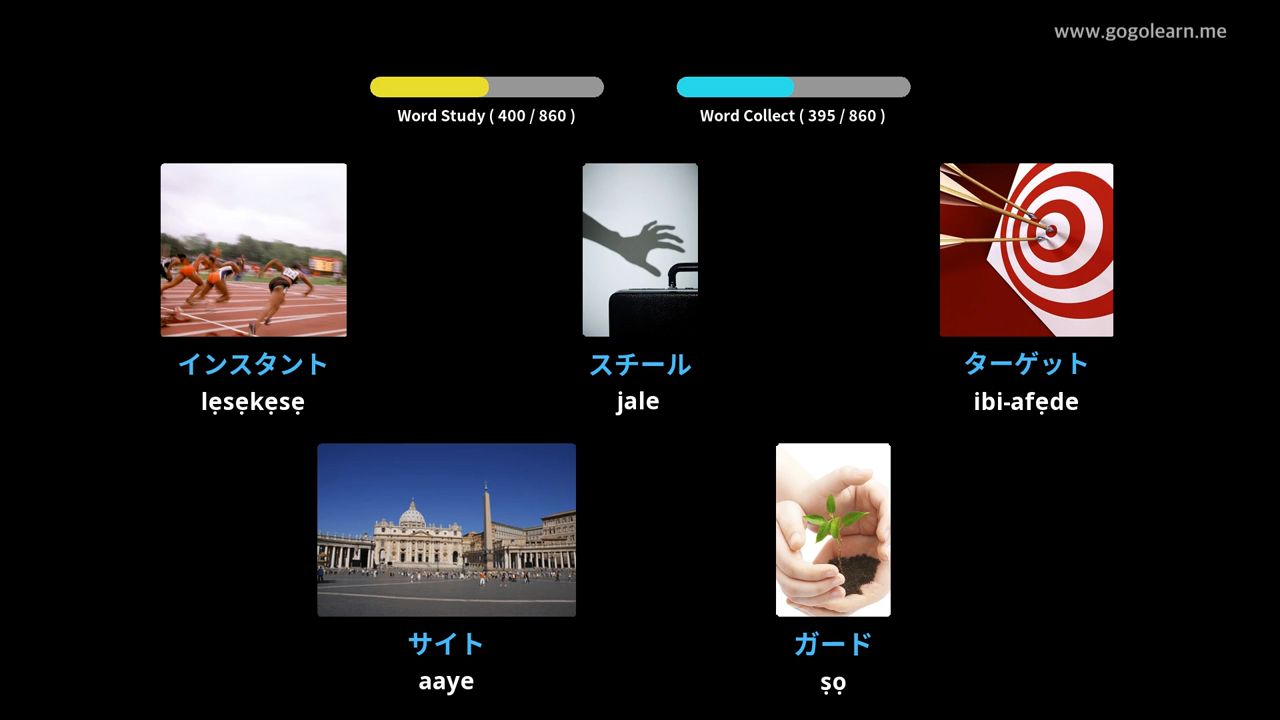 www.gogolearn.me
Word Study ( 400 / 860 )
Word Collect ( 395 / 860 )
インスタント
lẹsẹkẹsẹ
スチール
jale
ターゲット
ibi-afẹde
サイト
aaye
ガード
ṣọ